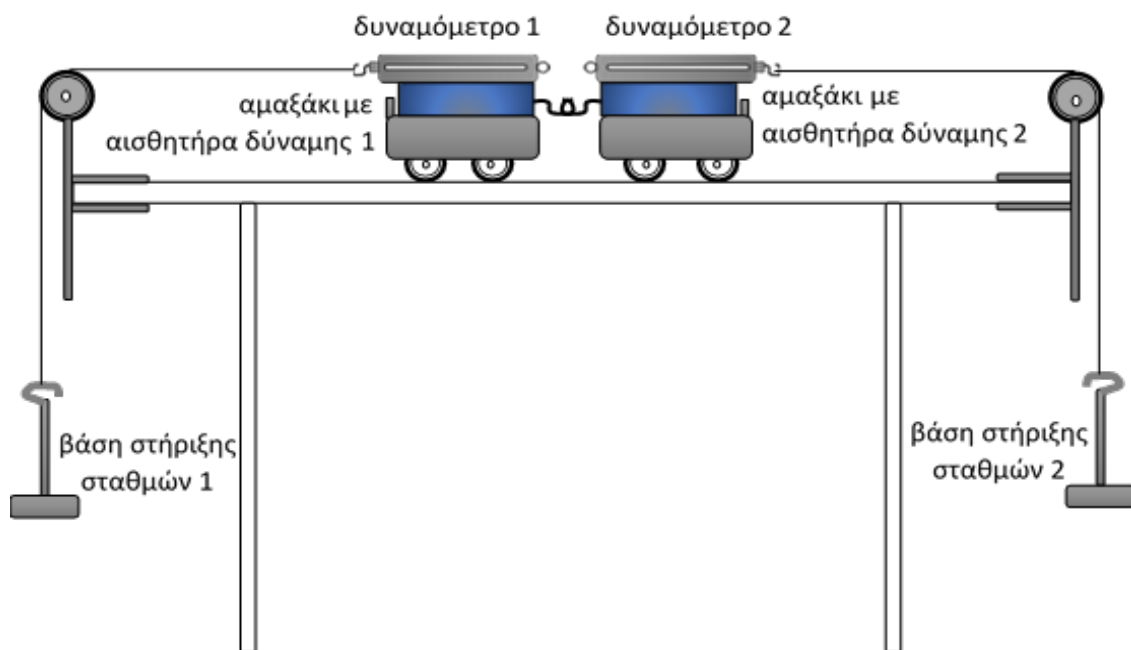 δυναμόμετρο 1
δυναμόμετρο 2
αμαξάκι με
αισθητήρα δύναμης 1
αμαξάκι με
αισθητήρα δύναμης 2
βάση στήριξης
σταθμών 1
βάση στήριξης
σταθμών 2